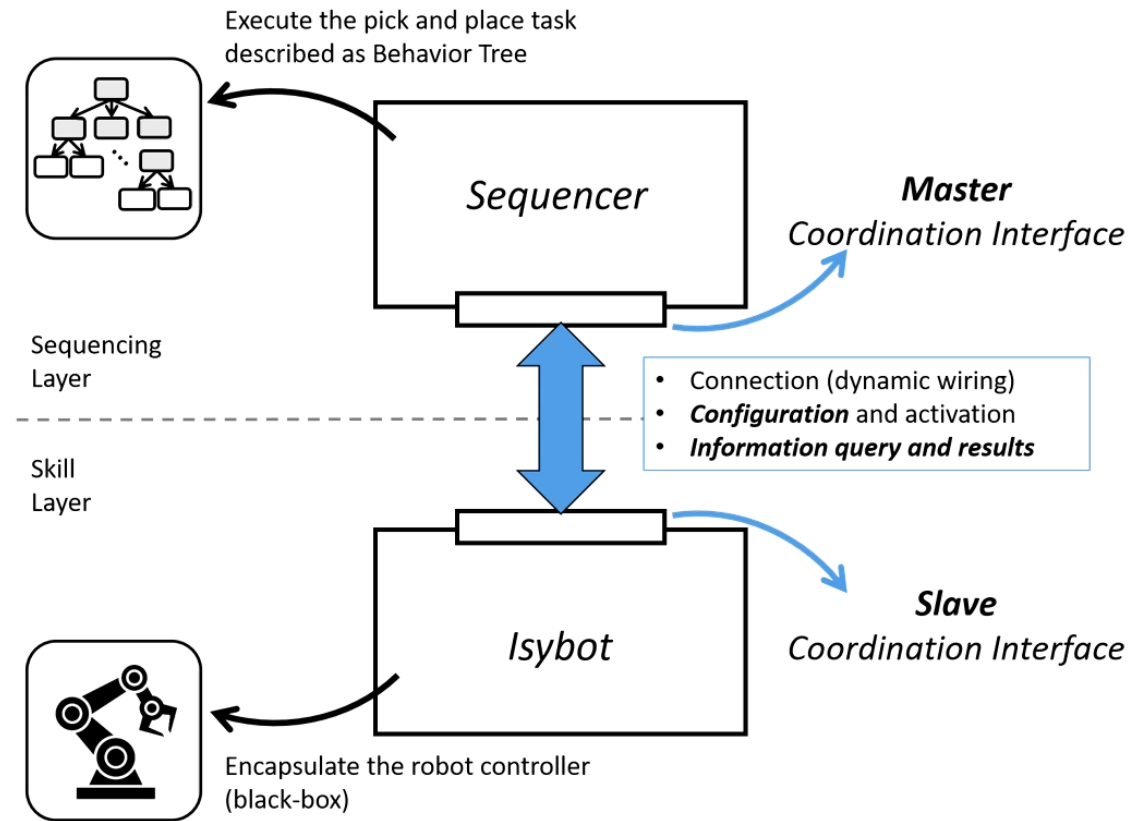 Execute the pick and place task
described as Behavior Tree
Sequencer
Master
Coordination Interface
Sequencing
Layer
• Connection (dynamic wiring)
• Configuration and activation
• Information query and results
Skill
Layer
Slave
Coordination Interface
Isybot
Encapsulate the robot controller
(black-box)